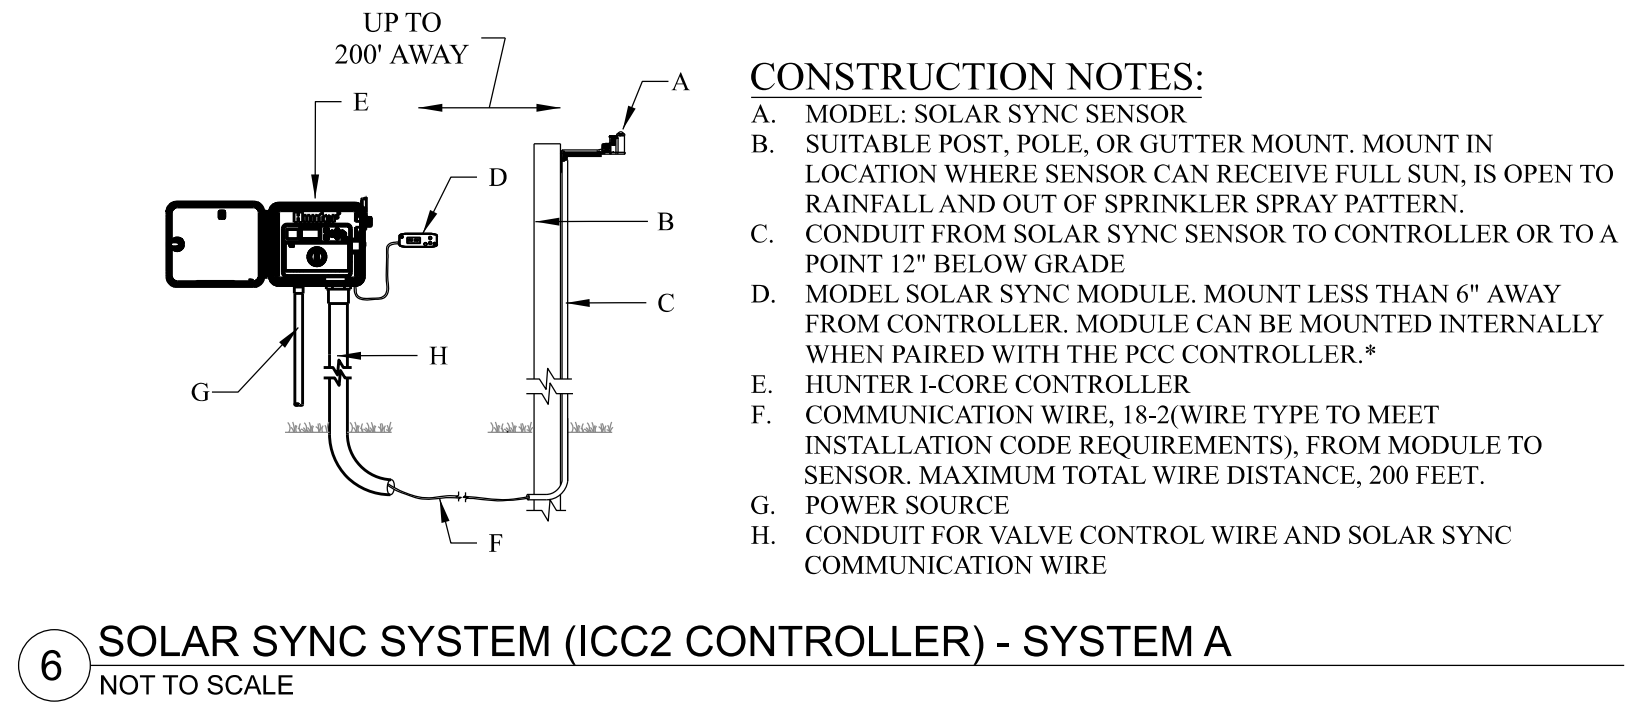 UP TO
200' AWAY
A
E
D
B
C
H
G
F
Hunter
CONSTRUCTION NOTES:
A. MODEL: SOLAR SYNC SENSOR
B. SUITABLE POST, POLE, OR GUTTER MOUNT. MOUNT IN
LOCATION WHERE SENSOR CAN RECEIVE FULL SUN, IS OPEN TO
RAINFALL AND OUT OF SPRINKLER SPRAY PATTERN.
C. CONDUIT FROM SOLAR SYNC SENSOR TO CONTROLLER OR TO A
POINT 12" BELOW GRADE
D. MODEL SOLAR SYNC MODULE. MOUNT LESS THAN 6" AWAY
FROM CONTROLLER. MODULE CAN BE MOUNTED INTERNALLY
WHEN PAIRED WITH THE PCC CONTROLLER.*
E. HUNTER I-CORE CONTROLLER
F. COMMUNICATION WIRE, 18-2(WIRE TYPE TO MEET
INSTALLATION CODE REQUIREMENTS), FROM MODULE TO
SENSOR. MAXIMUM TOTAL WIRE DISTANCE, 200 FEET.
G. POWER SOURCE
H. CONDUIT FOR VALVE CONTROL WIRE AND SOLAR SYNC
COMMUNICATION WIRE
6
SOLAR SYNC SYSTEM (ICC2 CONTROLLER) - SYSTEM A
NOT TO SCALE